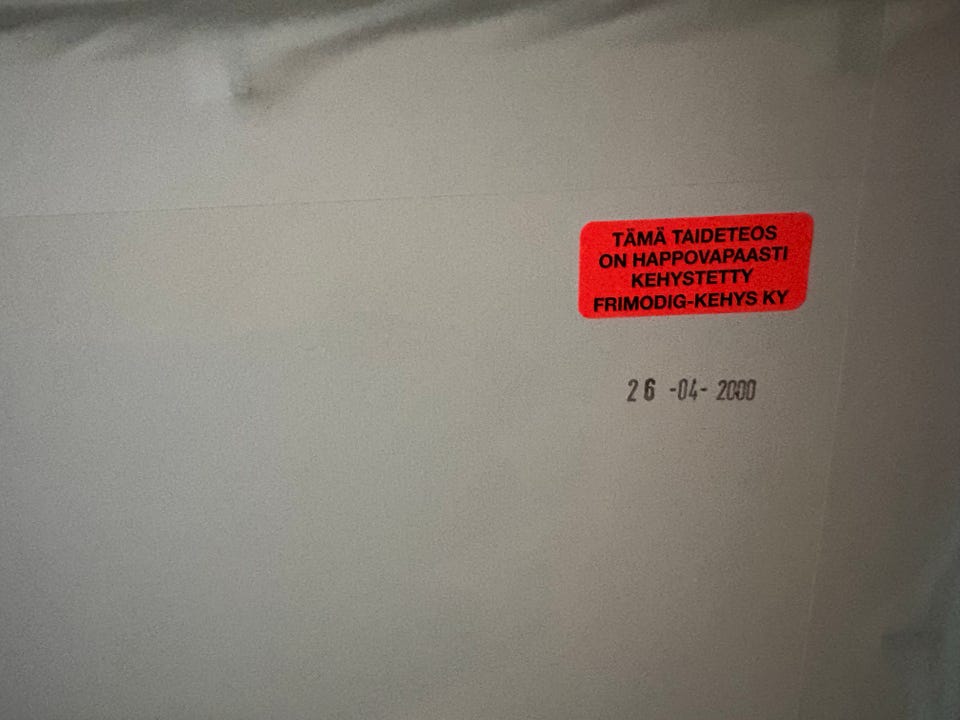 TÄMÄ TAIDETEOS
ON HAPPOVAPAASTI
KEHYSTETTY
FRIMODIG-KEHYS KY
26 -04- 2000